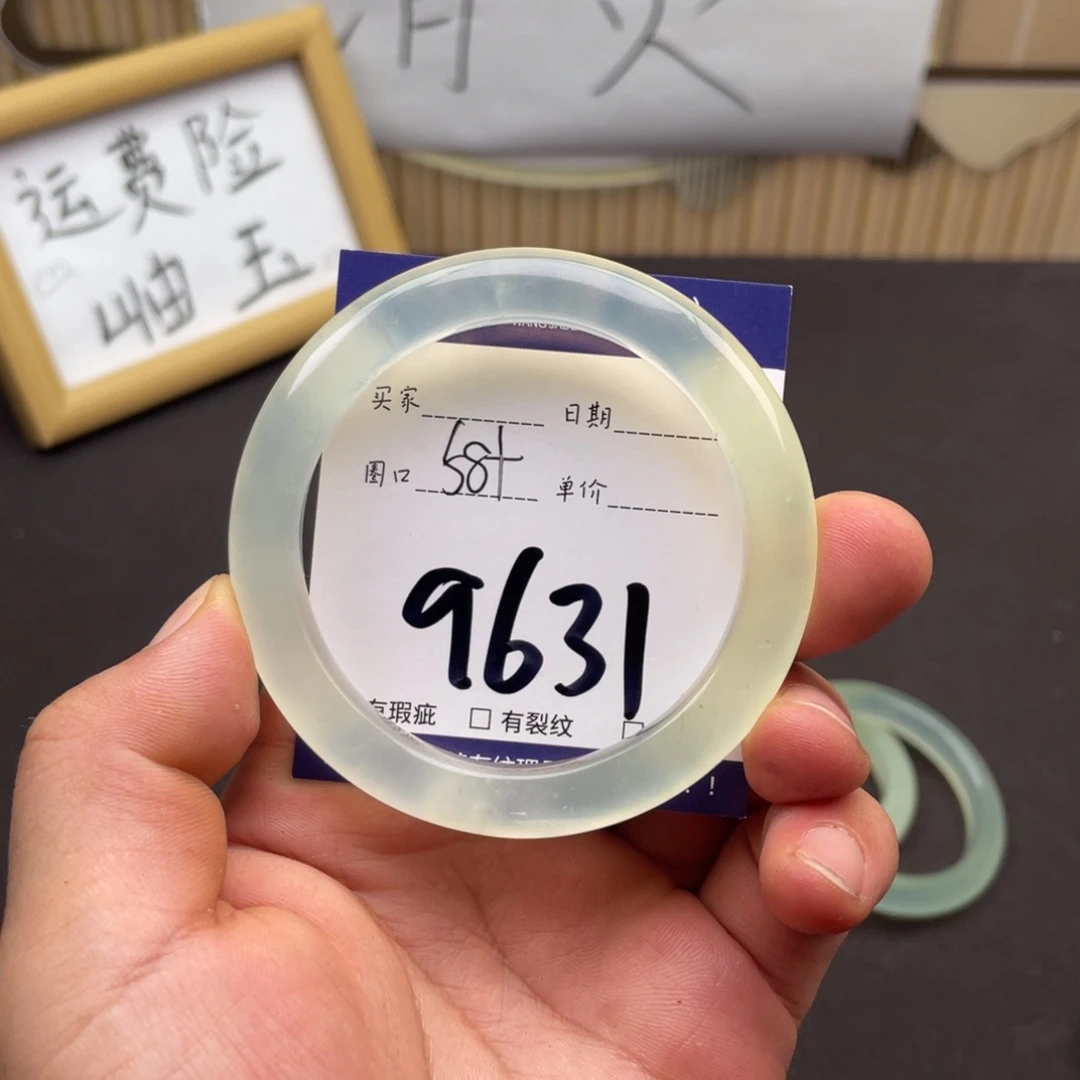 运费险
岫玉
买家 日期
圈口 58+ 单价
9631
有瑕疵 □ 有裂纹 □